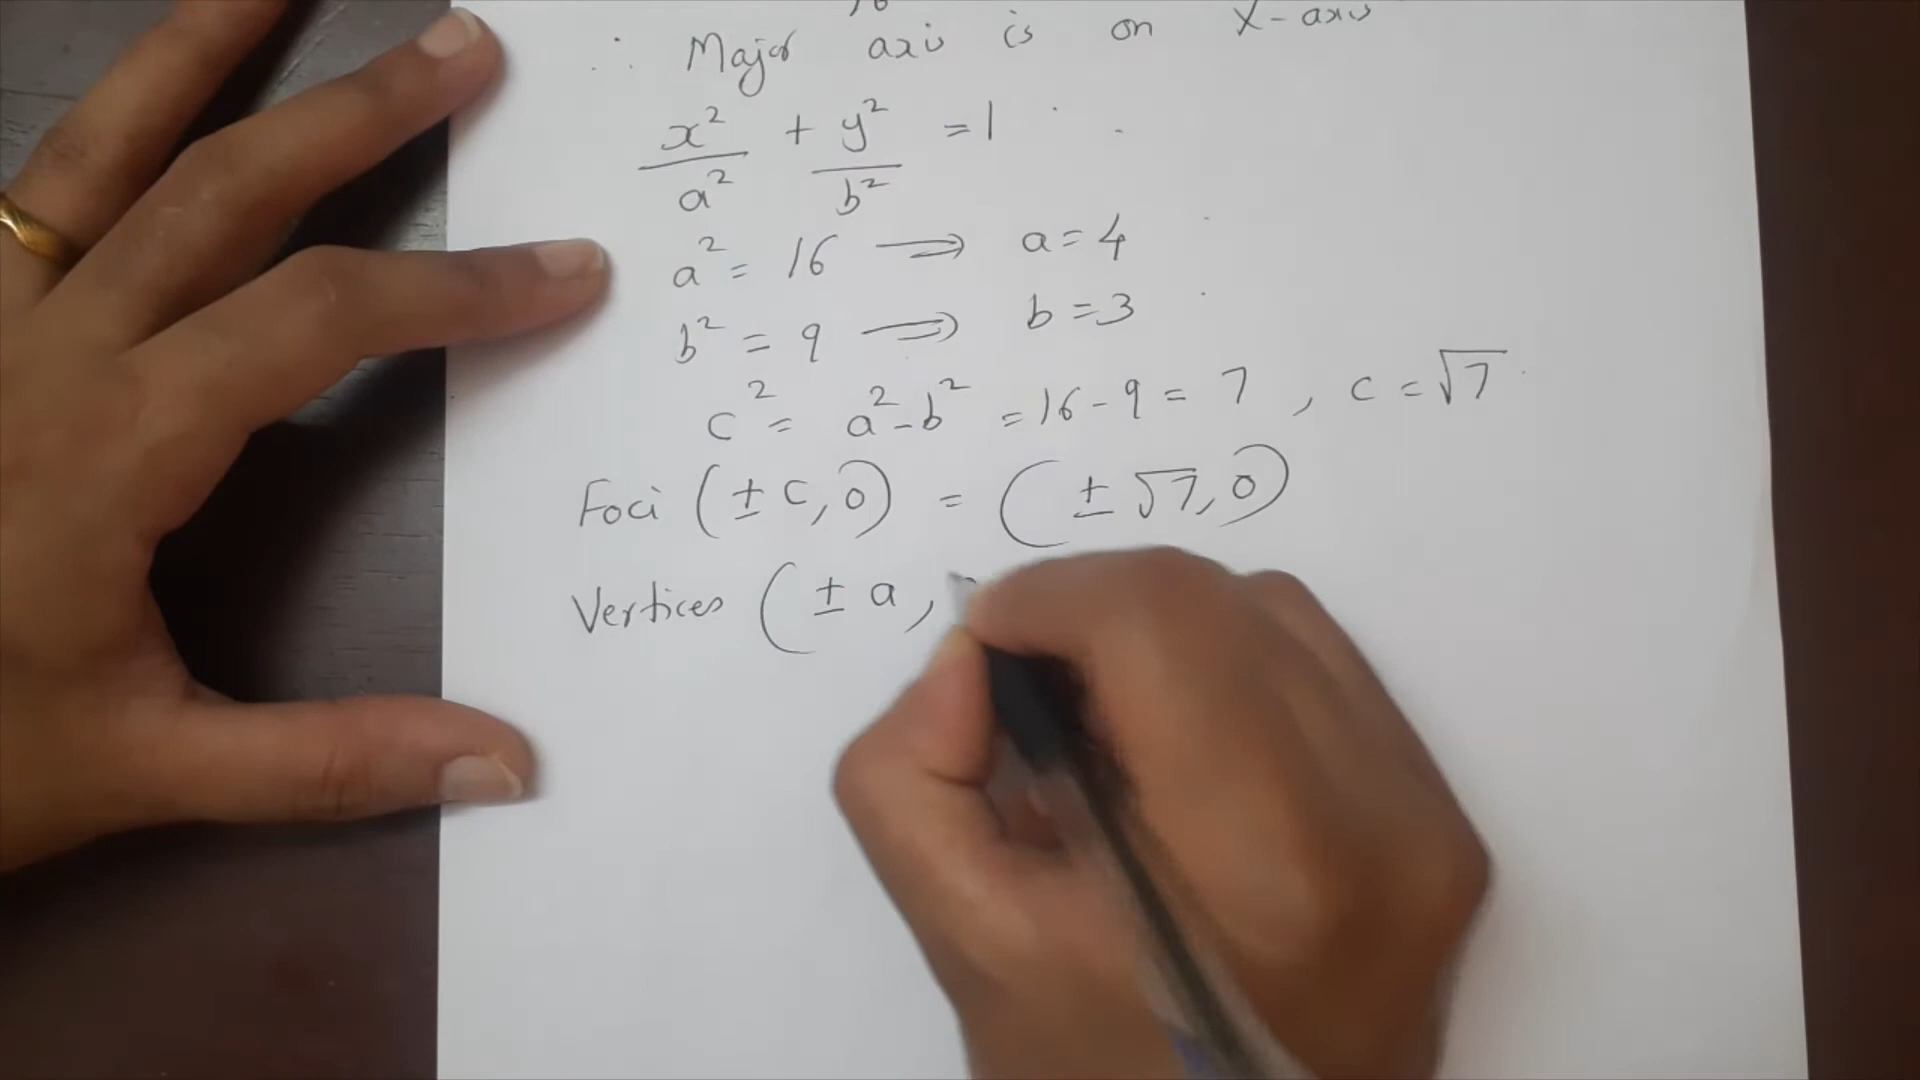 ∴ Major axis is on X-axis
x²/a² + y²/b² = 1
a² = 16 ⟹ a = 4
b² = 9 ⟹ b = 3
c² = a² - b² = 16 - 9 = 7 , c = √7
Foci (± c, 0) = (± √7, 0)
Vertices (± a,